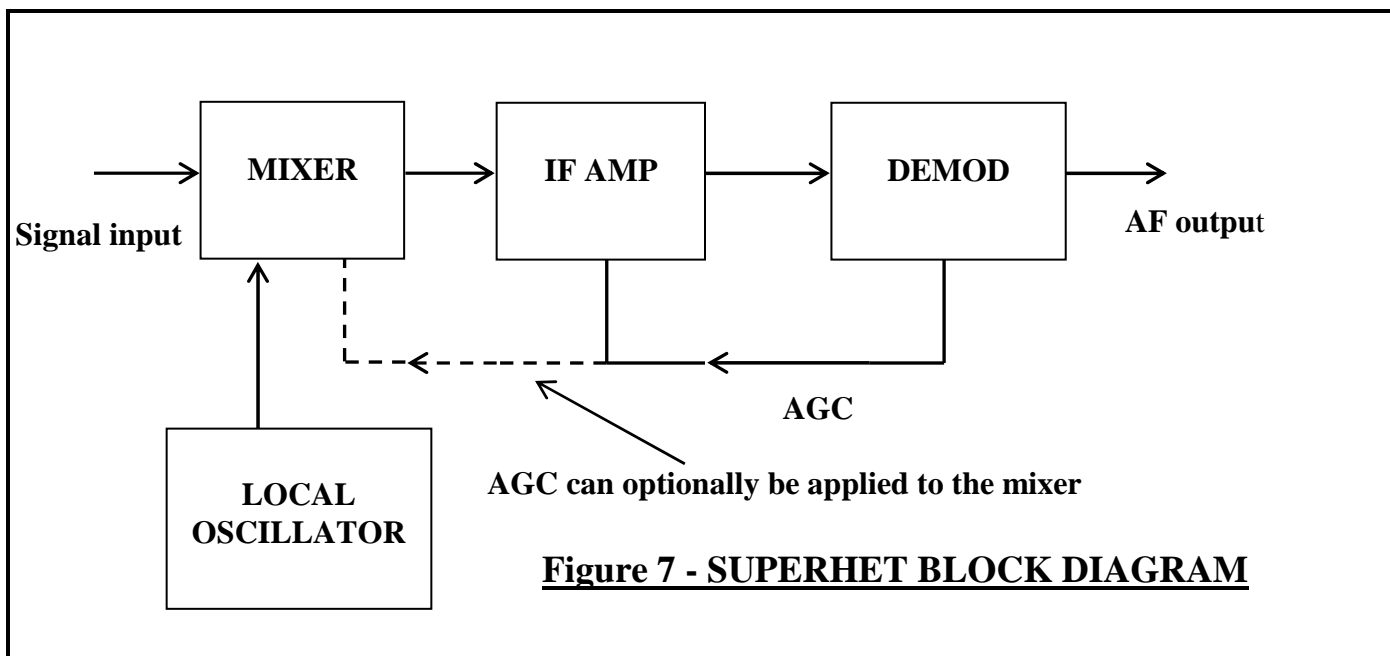 MIXER
IF AMP
DEMOD
Signal input
AF output
AGC
AGC can optionally be applied to the mixer
LOCAL
OSCILLATOR
Figure 7 - SUPERHET BLOCK DIAGRAM